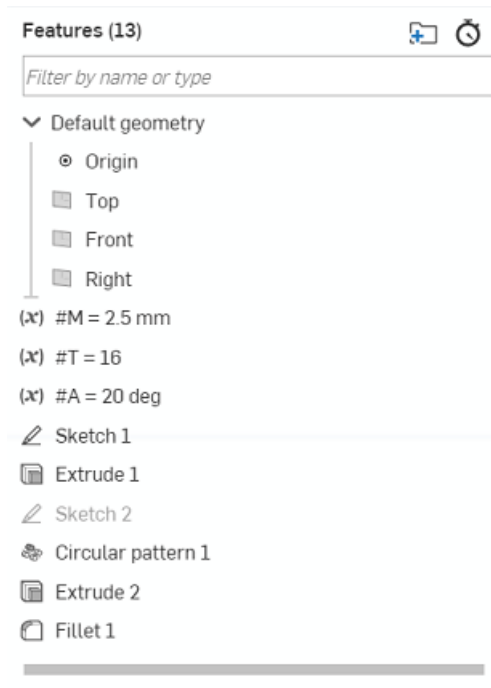 Features (13)
Filter by name or type
Default geometry
Origin
Top
Front
Right
(x) #M = 2.5 mm
(x) #T = 16
(x) #A = 20 deg
Sketch 1
Extrude 1
Sketch 2
Circular pattern 1
Extrude 2
Fillet 1